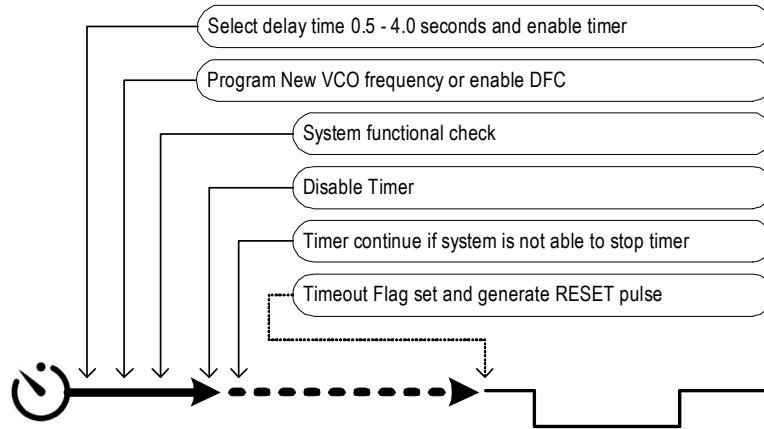 Select delay time 0.5 - 4.0 seconds and enable timer
Program New VCO frequency or enable DFC
System functional check
Disable Timer
Timer continue if system is not able to stop timer
Timeout Flag set and generate RESET pulse